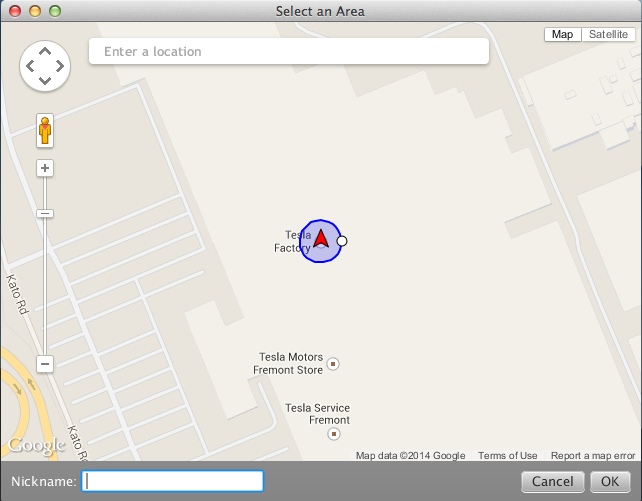 Select an Area
Enter a location
Map
Satellite
Tesla
Factory
Kato Rd
Tesla Motors
Fremont Store
Tesla Service
Fremont
Kato Rd
Google
Map data ©2014 Google
Terms of Use
Report a map error
Nickname:
Cancel
OK